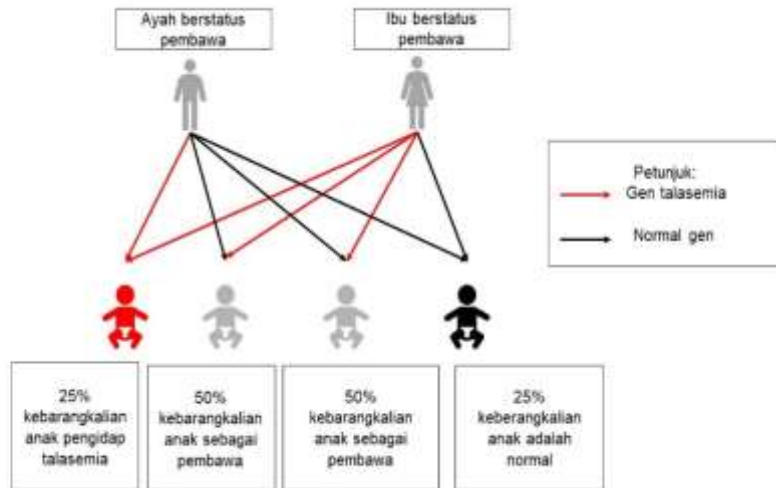 Ayah berstatus
pembawa
Ibu berstatus
pembawa
Petunjuk:
Gen talasemia
Normal gen
25%
kebarangkalian
anak pengidap
talasemia
50%
kebarangkalian
anak sebagai
pembawa
50%
kebarangkalian
anak sebagai
pembawa
25%
keberangkalian
anak adalah
normal